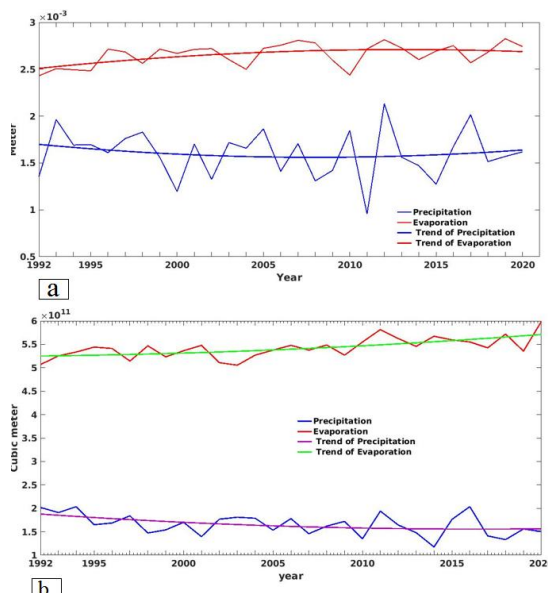 ×10⁻³
3
2.5
2
1.5
1
0.5
Meter
1992 1995 2000 2005 2010 2015 2020
Year
Precipitation
Evaporation
Trend of Precipitation
Trend of Evaporation
a
×10¹¹
6
5.5
5
4.5
4
3.5
3
2.5
2
1.5
1
Cubic meter
1992 1995 2000 2005 2010 2015 202
year
Precipitation
Evaporation
Trend of Precipitation
Trend of Evaporation
b